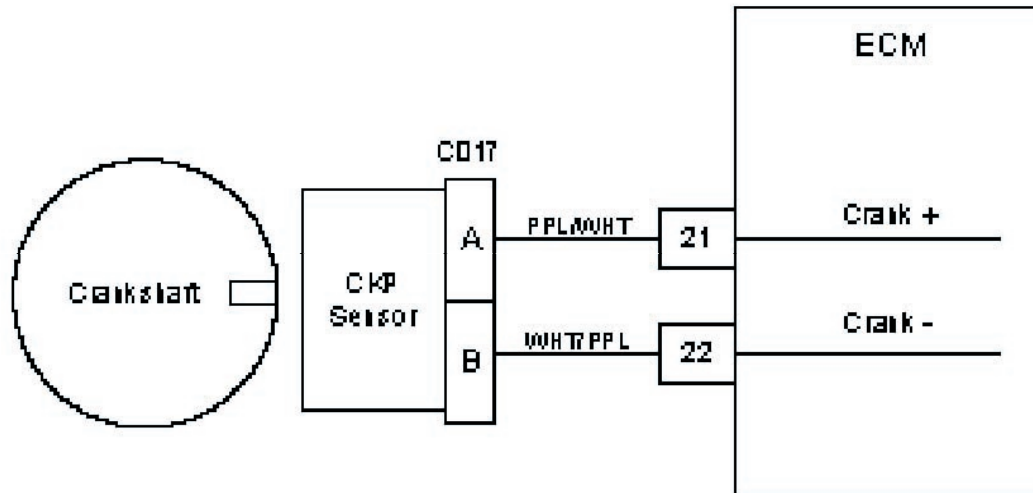 ECM
C017
Crankshaft
CKP
Sensor
A
B
PPL/WHT
WHT/PPL
21
22
Crank +
Crank -